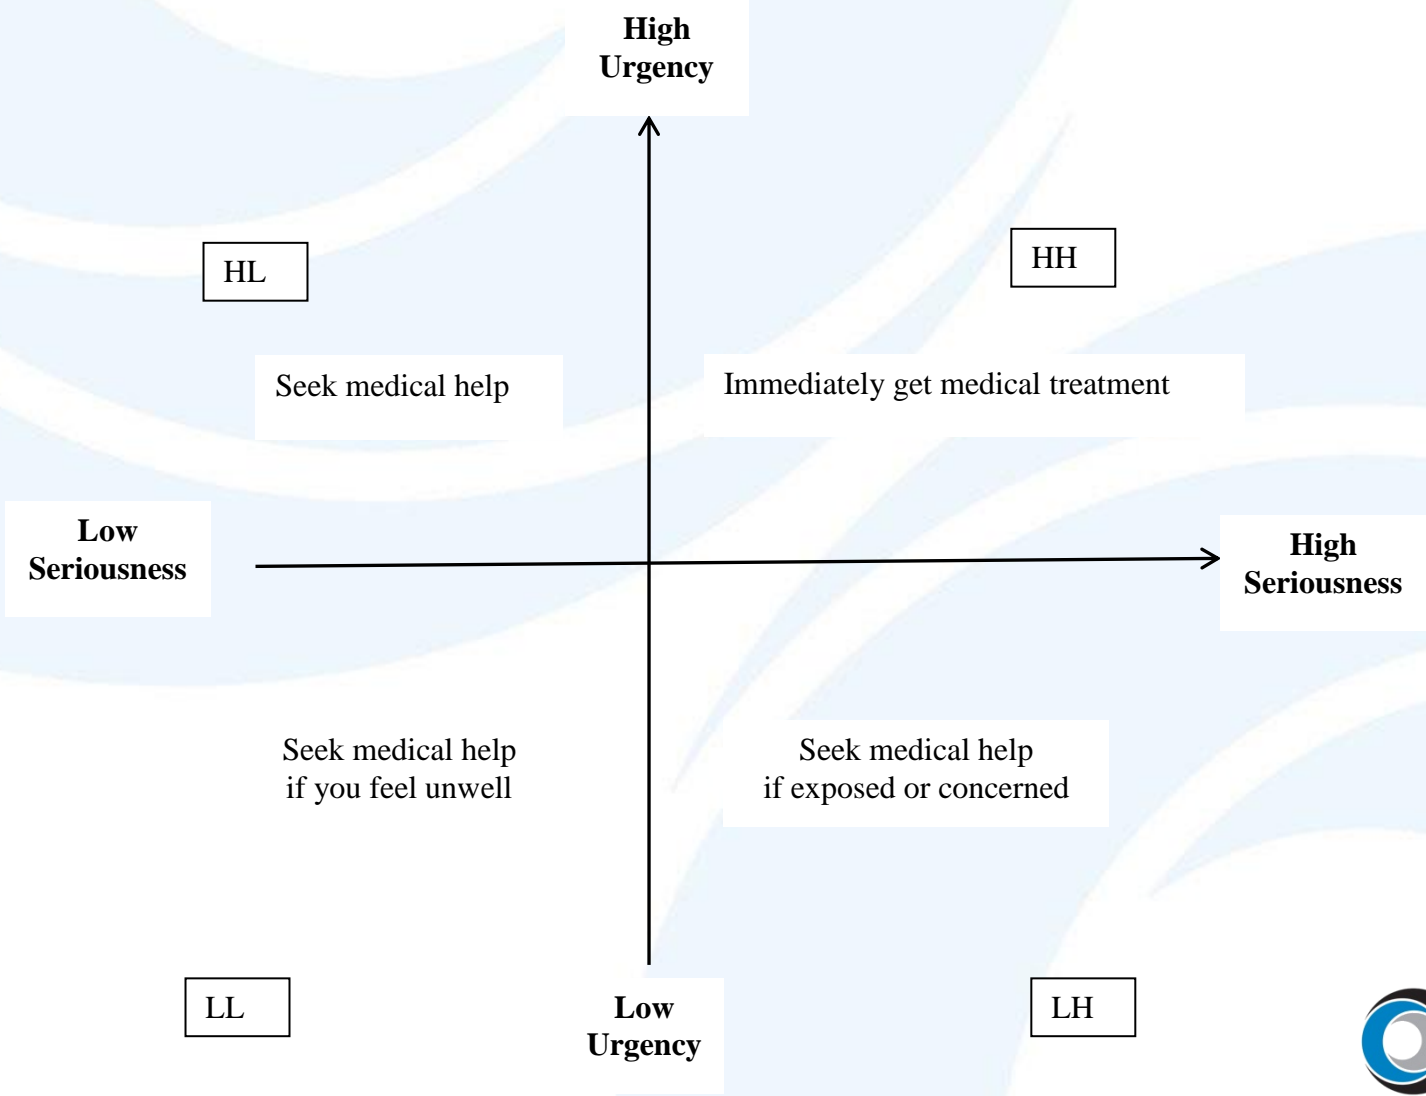 High
Urgency
HL
HH
Seek medical help
Immediately get medical treatment
Low
Seriousness
High
Seriousness
Seek medical help
if you feel unwell
Seek medical help
if exposed or concerned
LL
Low
Urgency
LH